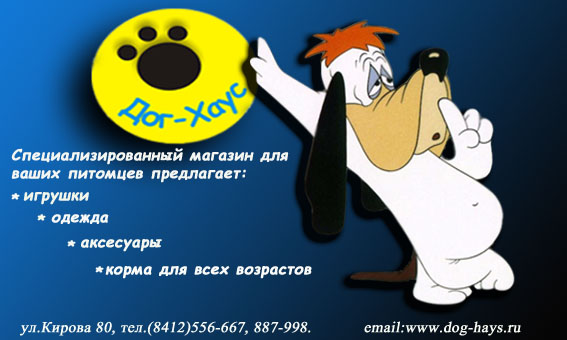 Дог-Хаус
Специализированный магазин для
ваших питомцев предлагает:
* игрушки
* одежда
* аксесуары
*корма для всех возрастов
ул.Кирова 80, тел.(8412)556-667, 887-998.
email:www.dog-hays.ru